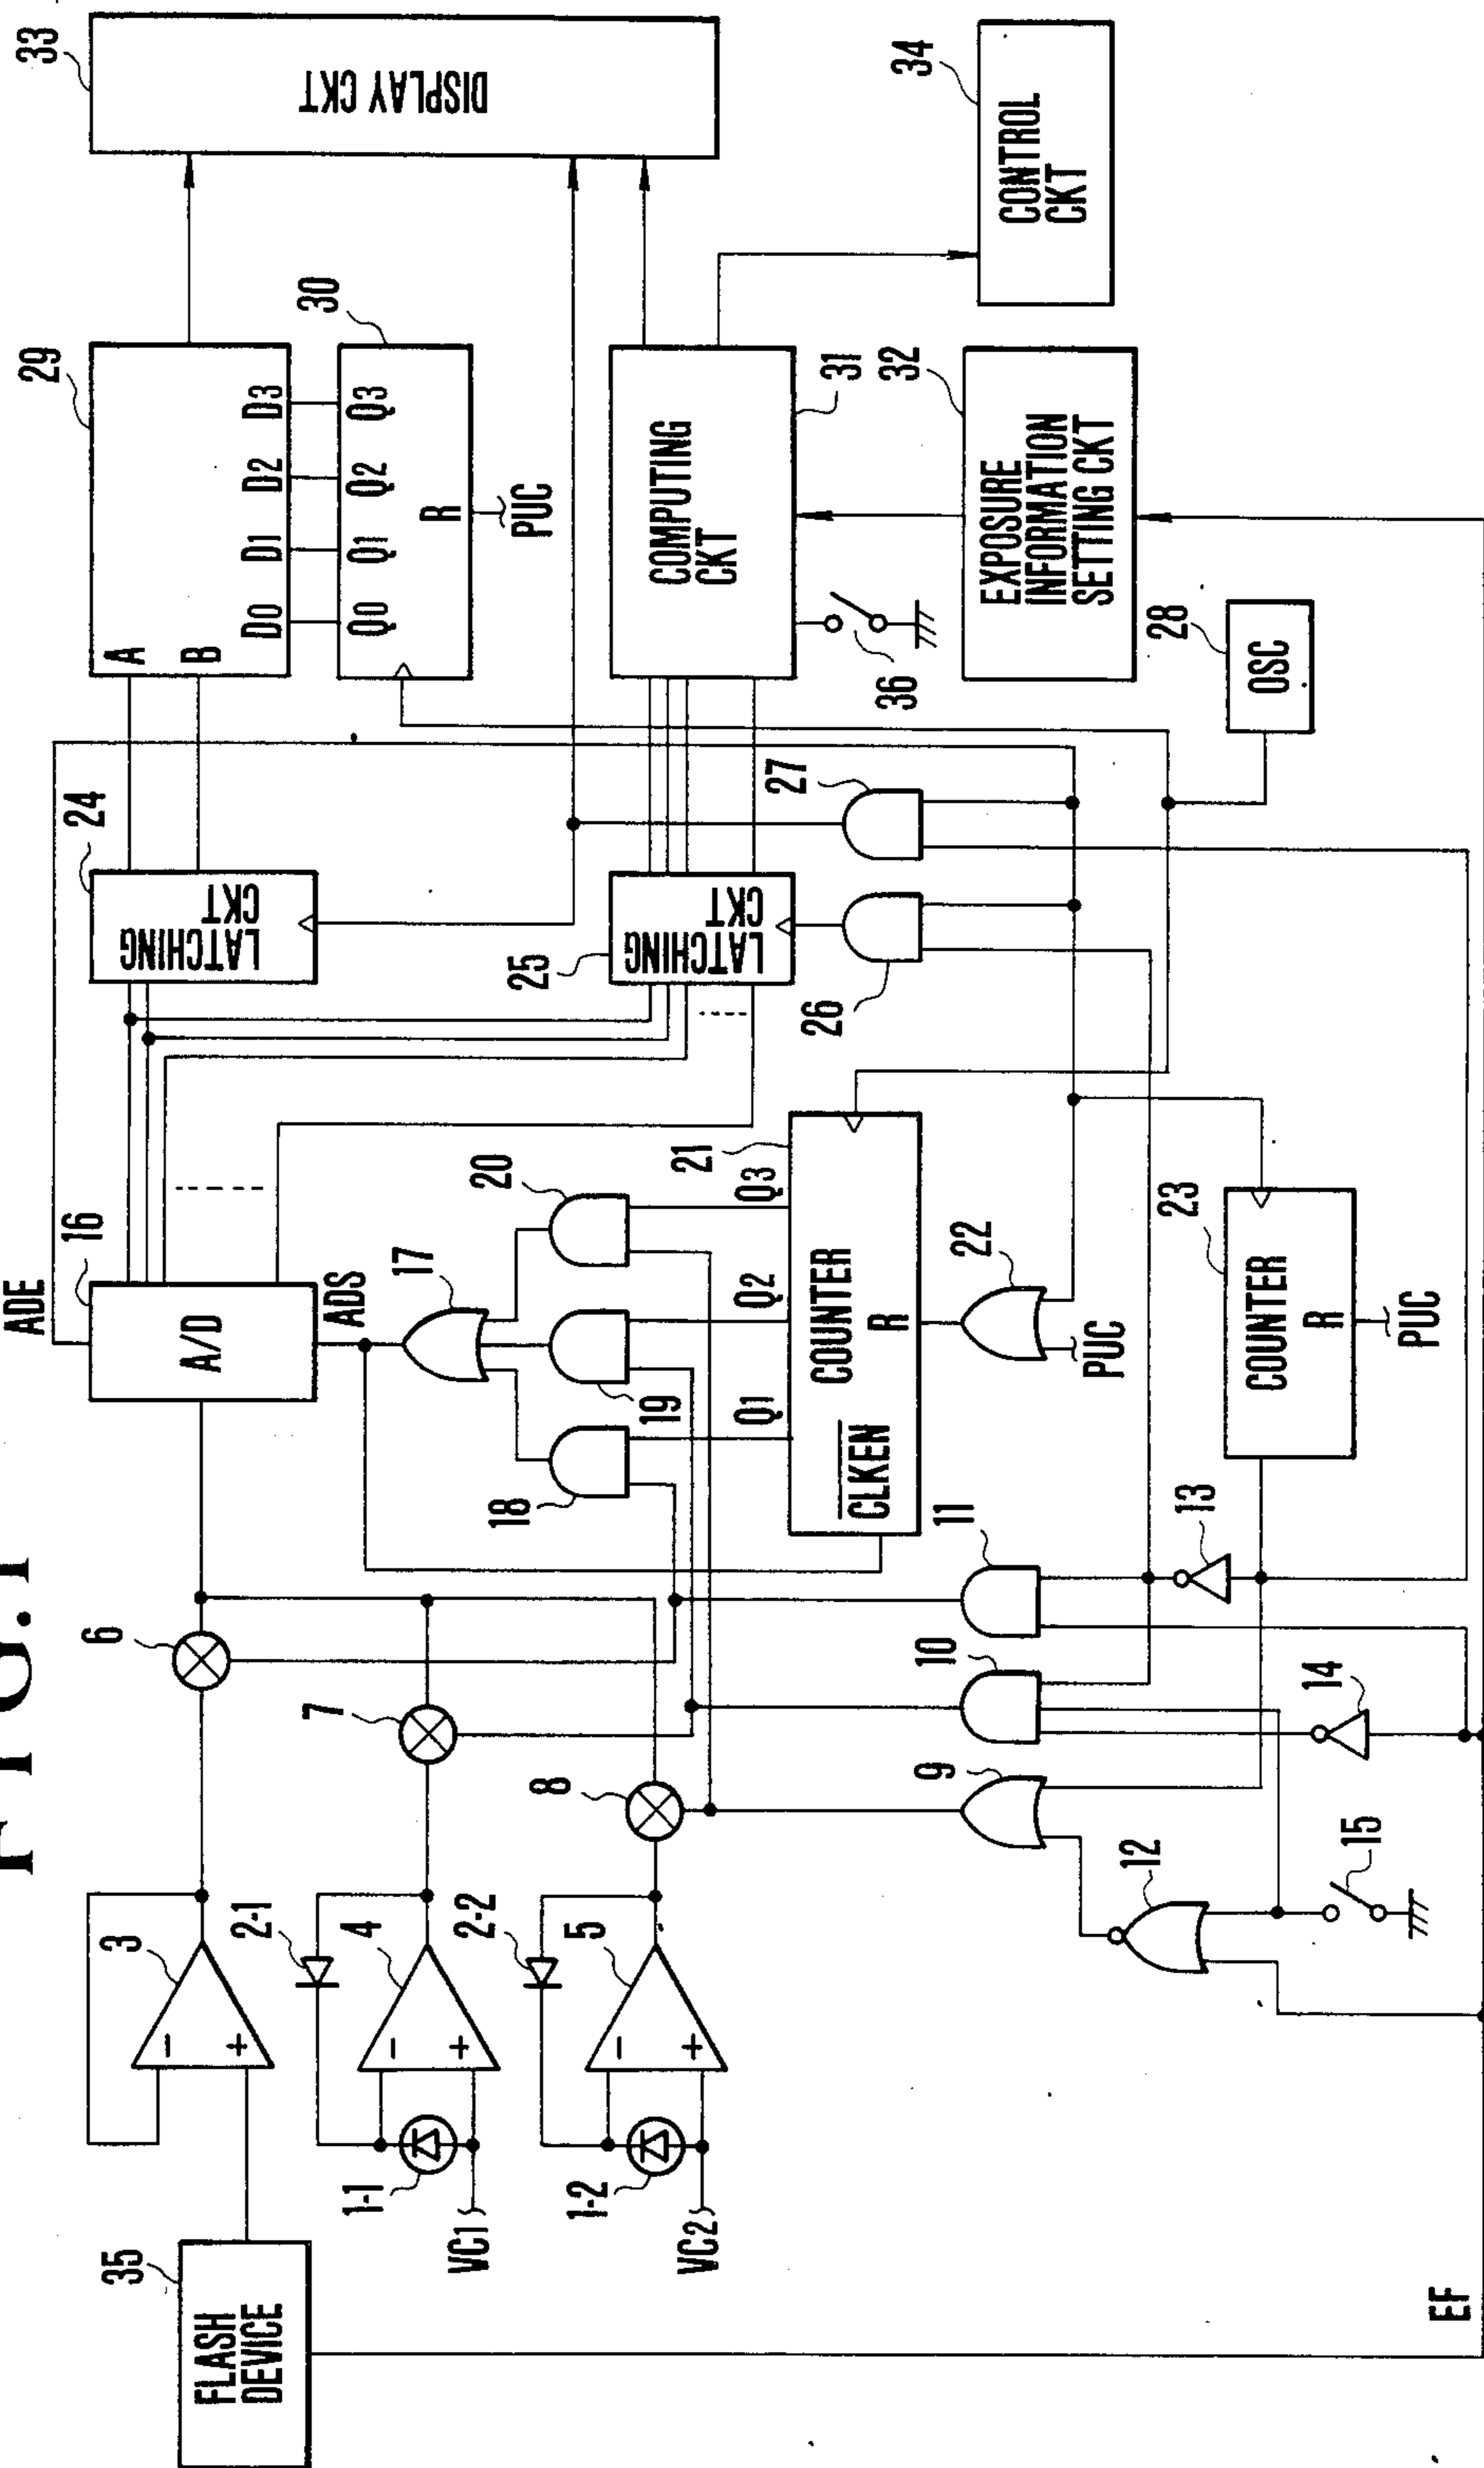 FIG.1
35
FLASH
DEVICE
3
−
+
2-1
4
−
+
1-1
VC1
2-2
5
−
+
1-2
VC2
6
7
8
9
10
11
12
13
14
15
EF
ADE
16
A/D
ADS
17
18
19
20
21
Q1
Q2
Q3
COUNTER
CLKEN
R
22
PUC
23
COUNTER
R
PUC
24
LATCHING
CKT
25
LATCHING
CKT
26
27
28
OSC
29
A
B
D0
D1
D2
D3
30
Q0
Q1
Q2
Q3
R
PUC
COMPUTING
CKT
31
36
32
EXPOSURE
INFORMATION
SETTING CKT
33
DISPLAY CKT
34
CONTROL
CKT